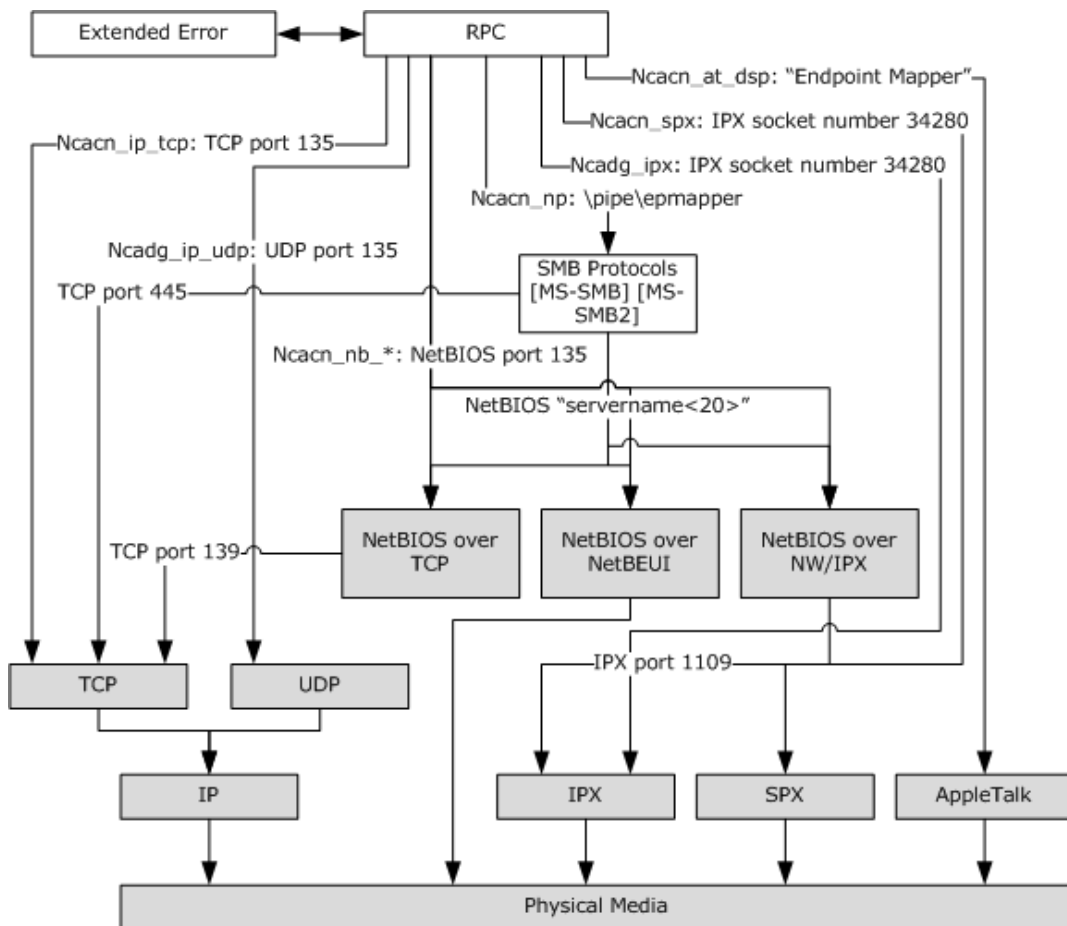 Extended Error
RPC
Ncacn_at_dsp: “Endpoint Mapper”
Ncacn_spx: IPX socket number 34280
Ncacn_ip_tcp: TCP port 135
Ncadg_ipx: IPX socket number 34280
Ncacn_np: \pipe\epmapper
Ncadg_ip_udp: UDP port 135
SMB Protocols
[MS-SMB] [MS-
SMB2]
TCP port 445
Ncacn_nb_*: NetBIOS port 135
NetBIOS “servername<20>”
NetBIOS over
TCP
NetBIOS over
NetBEUI
NetBIOS over
NW/IPX
TCP port 139
IPX port 1109
TCP
UDP
IP
IPX
SPX
AppleTalk
Physical Media